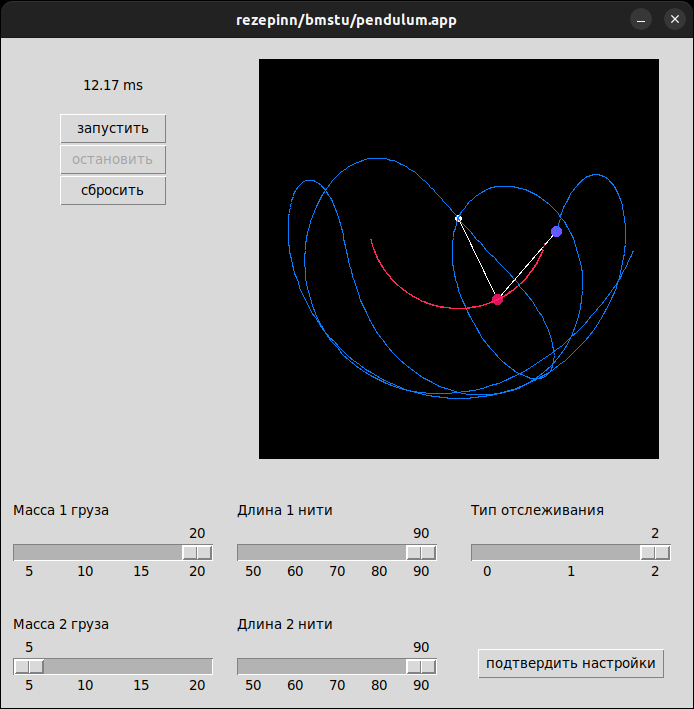 rezepinn/bmstu/pendulum.app
12.17 ms
запустить
остановить
сбросить
Масса 1 груза
20
5 10 15 20
Длина 1 нити
90
50 60 70 80 90
Тип отслеживания
2
0 1 2
Масса 2 груза
5
5 10 15 20
Длина 2 нити
90
50 60 70 80 90
подтвердить настройки